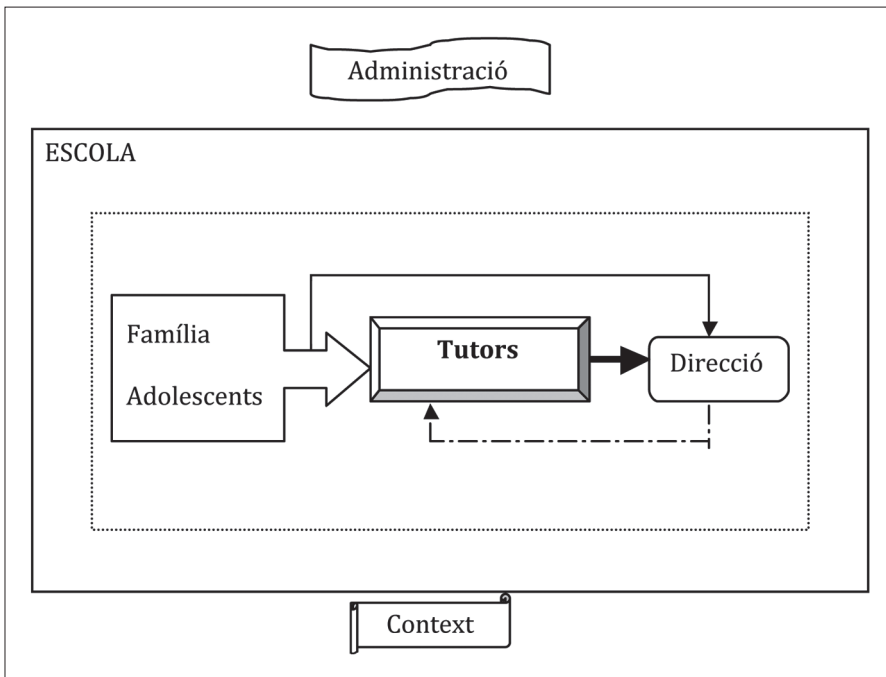 Administració
ESCOLA
Família
Adolescents
Tutors
Direcció
Context